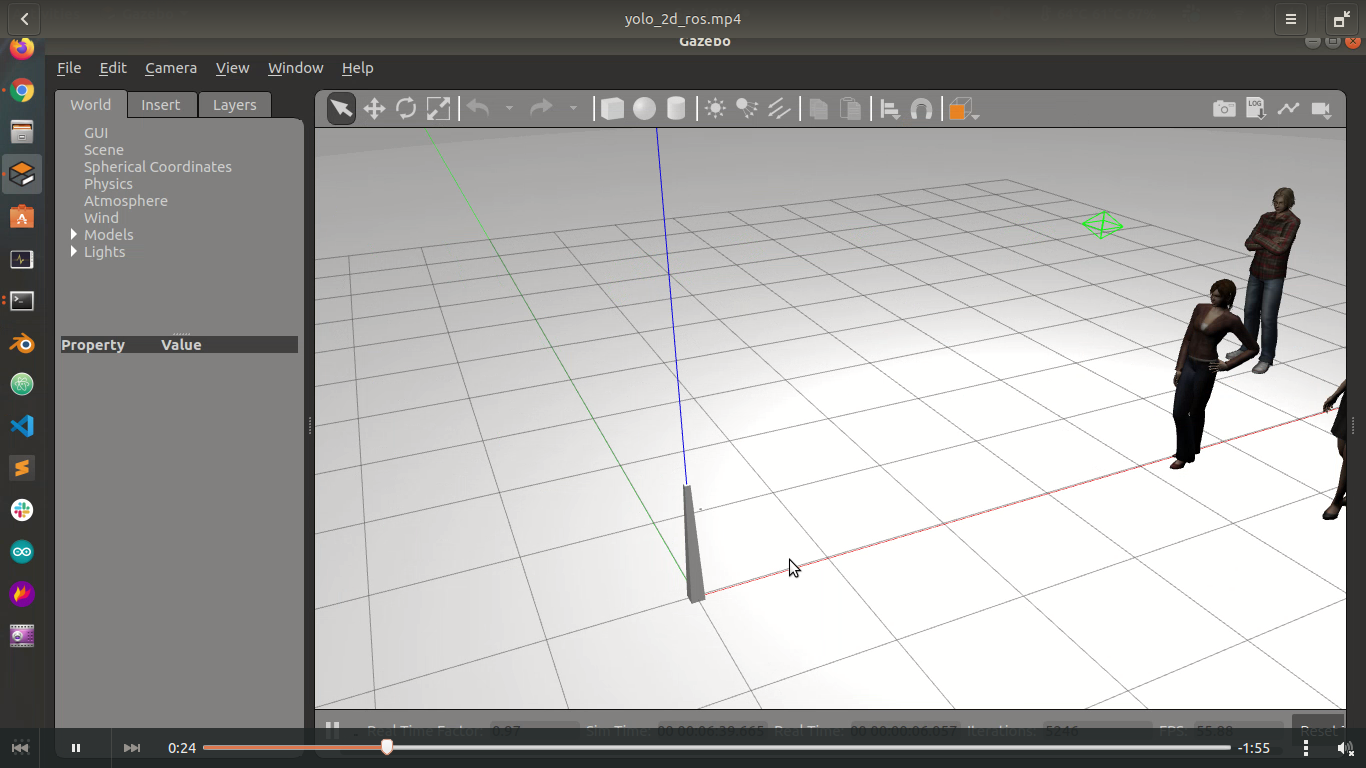 yolo_2d_ros.mp4
Gazebo
File Edit Camera View Window Help
World Insert Layers
LOG
GUI
Scene
Spherical Coordinates
Physics
Atmosphere
Wind
Models
Lights
Property Value
Real Time Factor: 0.97 Sim Time: 00 00:06:39.665 Real Time: 00 00:00:06.057 Iterations: 5246 FPS: 55.88 Reset
0:24 -1:55